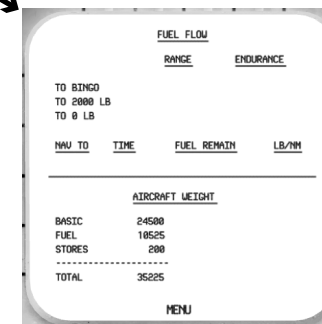 FUEL FLOW
RANGE ENDURANCE
TO BINGO
TO 2000 LB
TO 0 LB
NAV TO TIME FUEL REMAIN LB/NM
AIRCRAFT WEIGHT
BASIC 24500
FUEL 10525
STORES 200
----------------------
TOTAL 35225
MENU